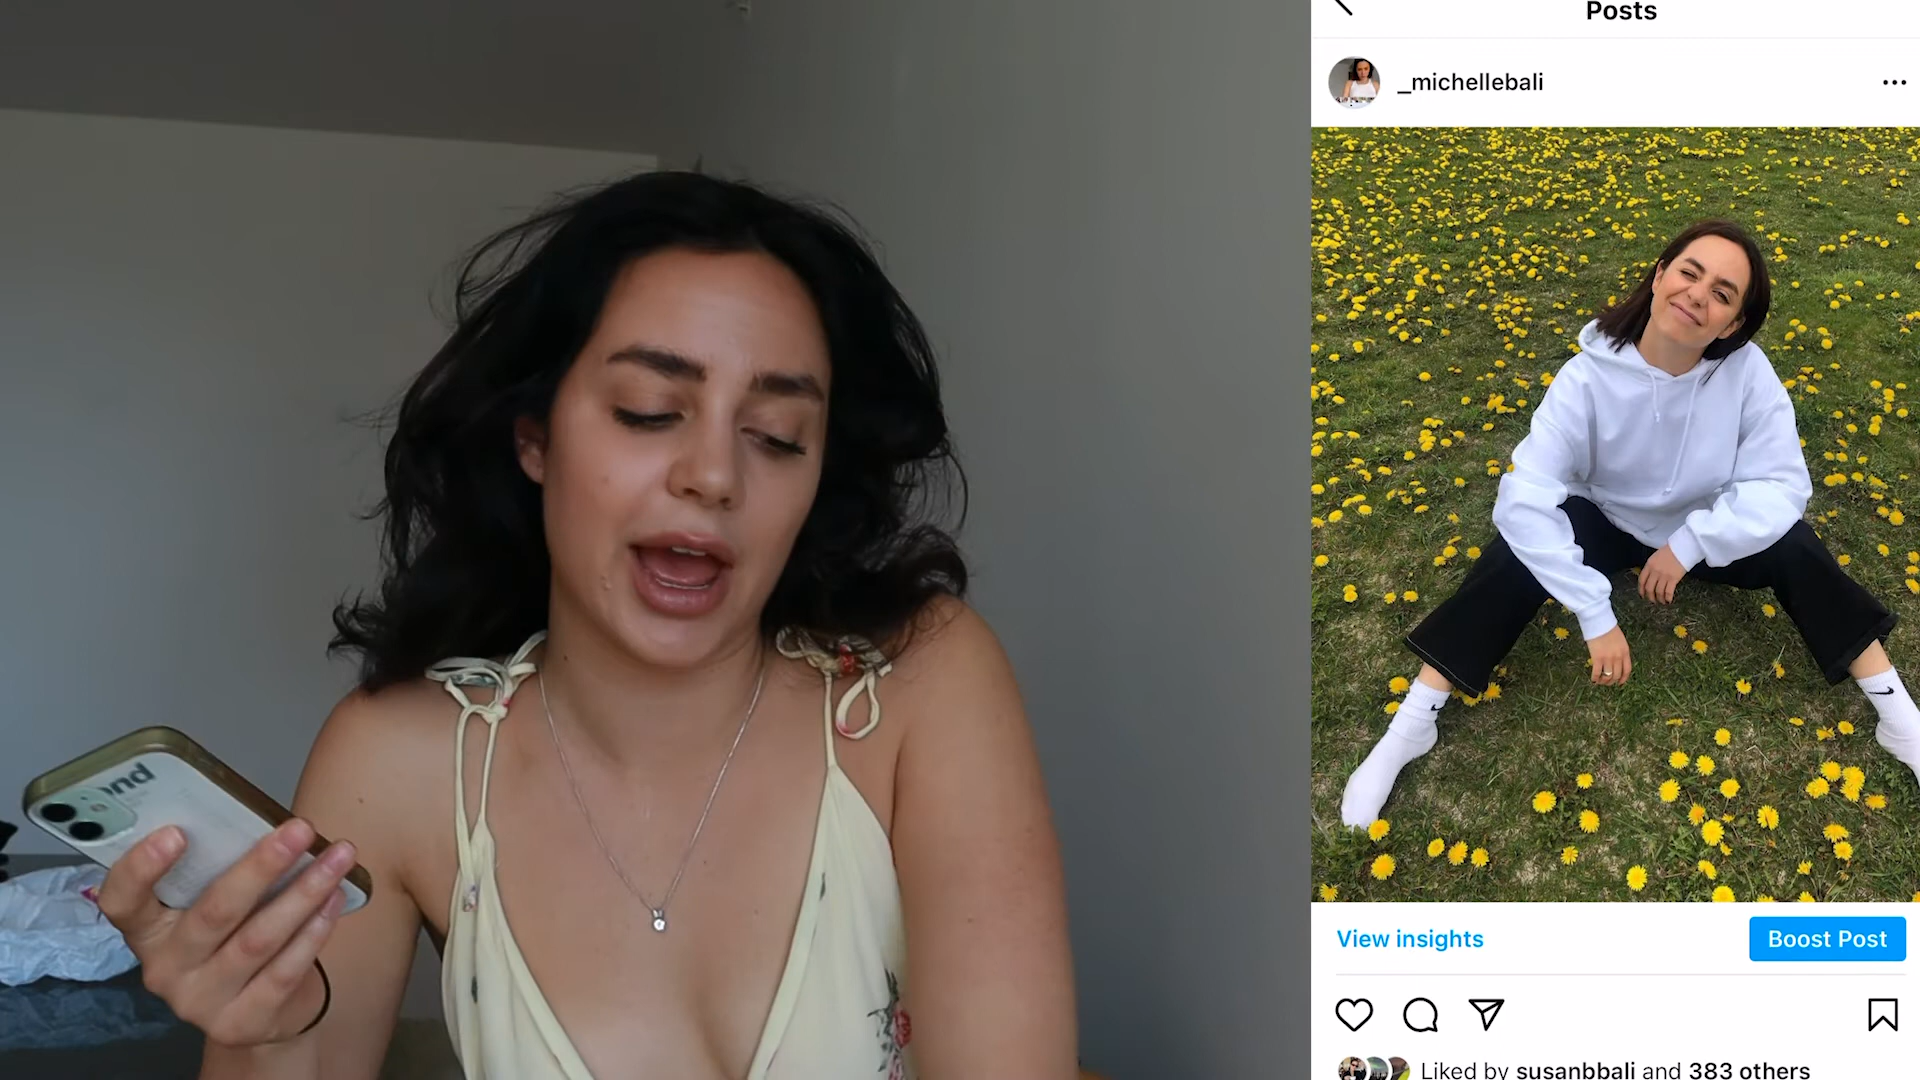 Posts
_michellebali
View insights
Boost Post
Liked by susanbbali and 383 others